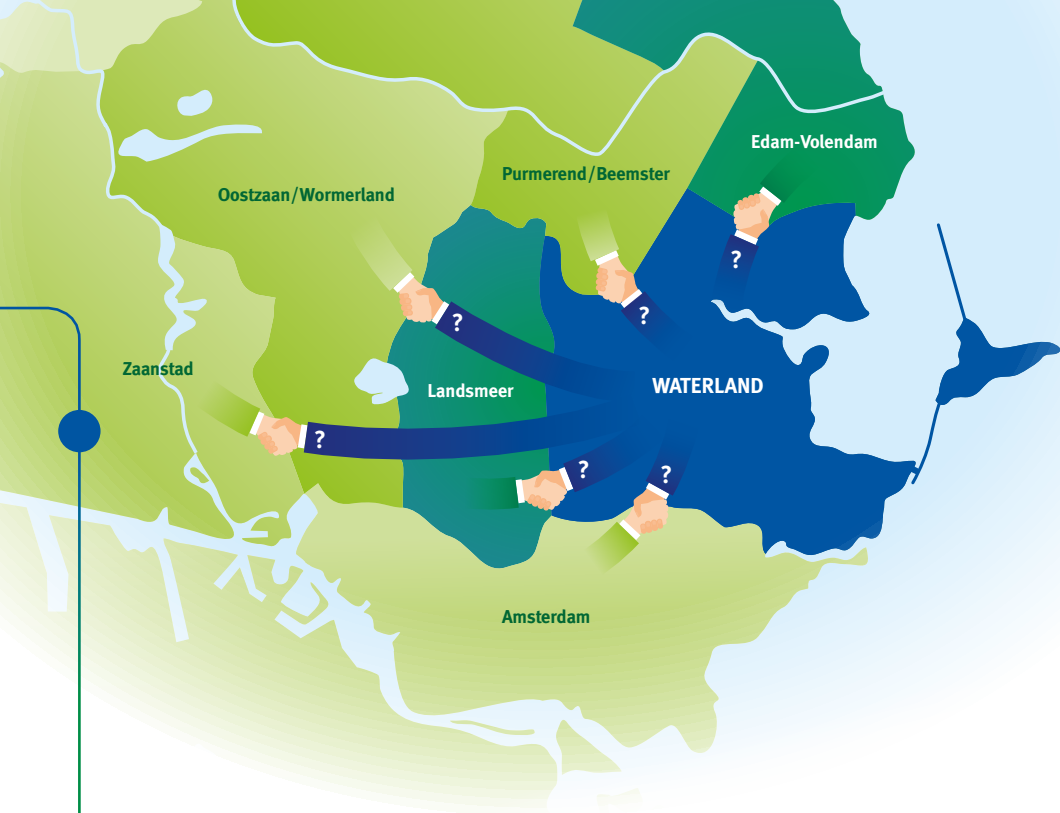 Edam-Volendam
Purmerend/Beemster
Oostzaan/Wormerland
?
?
?
Zaanstad
Landsmeer
WATERLAND
?
?
?
Amsterdam